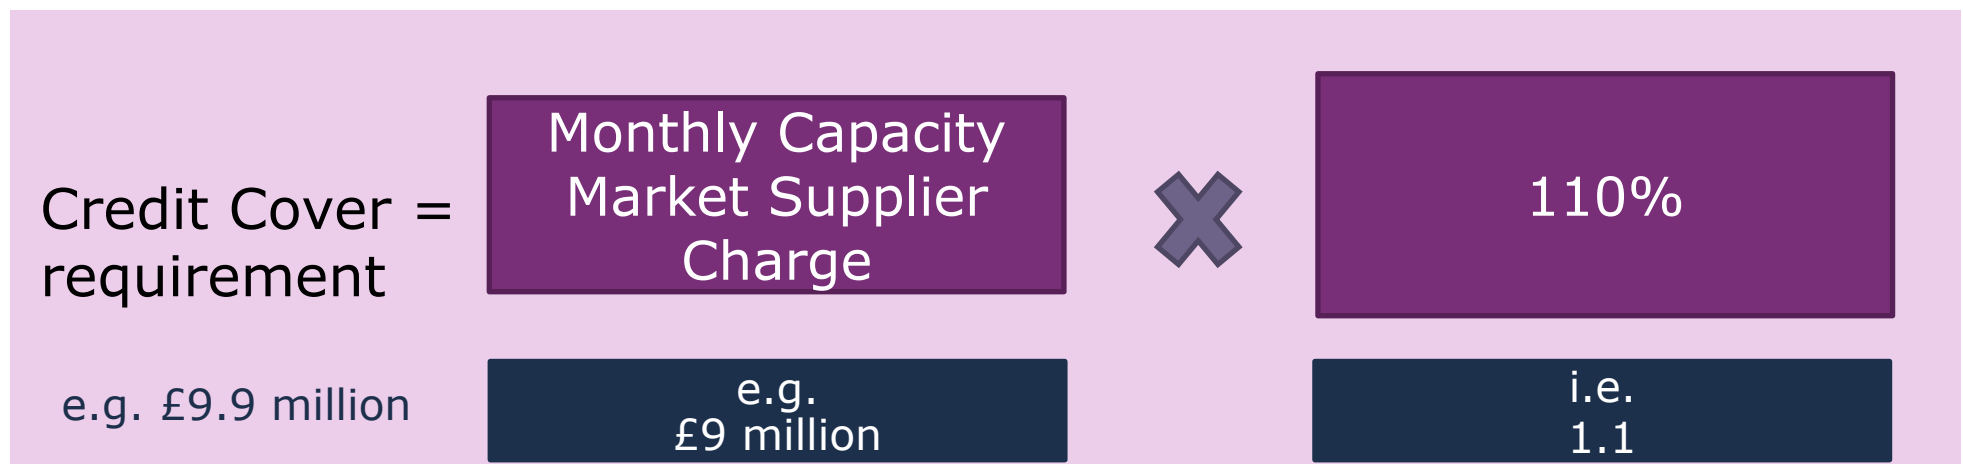 Credit Cover =
requirement
Monthly Capacity
Market Supplier
Charge
110%
e.g. £9.9 million
e.g.
£9 million
i.e.
1.1